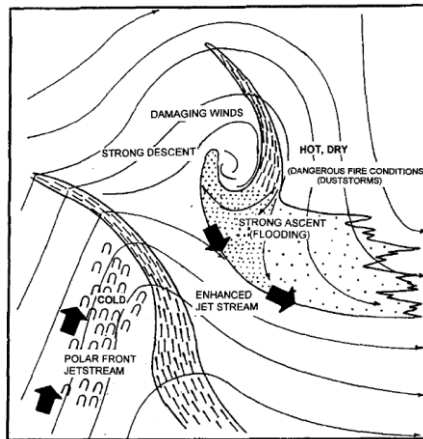 DAMAGING WINDS
STRONG DESCENT
HOT, DRY
(DANGEROUS FIRE CONDITIONS)
(DUSTSTORMS)
STRONG ASCENT
(FLOODING)
ENHANCED
JET STREAM
COLD
POLAR FRONT
JETSTREAM